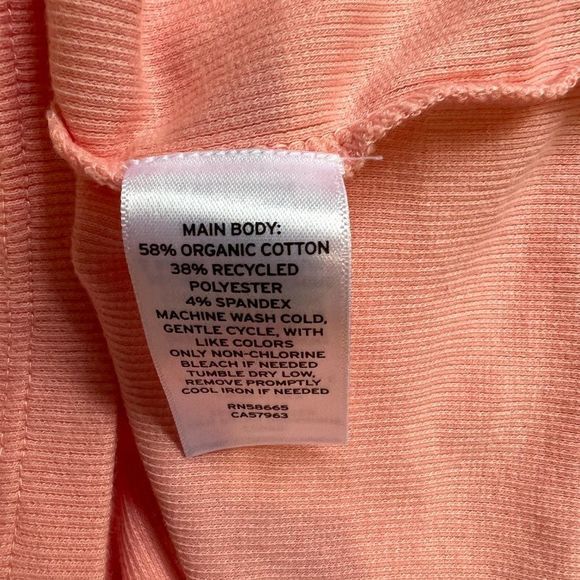 MAIN BODY:
58% ORGANIC COTTON
38% RECYCLED
POLYESTER
4% SPANDEX
MACHINE WASH COLD,
GENTLE CYCLE, WITH
LIKE COLORS
ONLY NON-CHLORINE
BLEACH IF NEEDED
TUMBLE DRY LOW,
REMOVE PROMPTLY
COOL IRON IF NEEDED
RN58665
CA57963